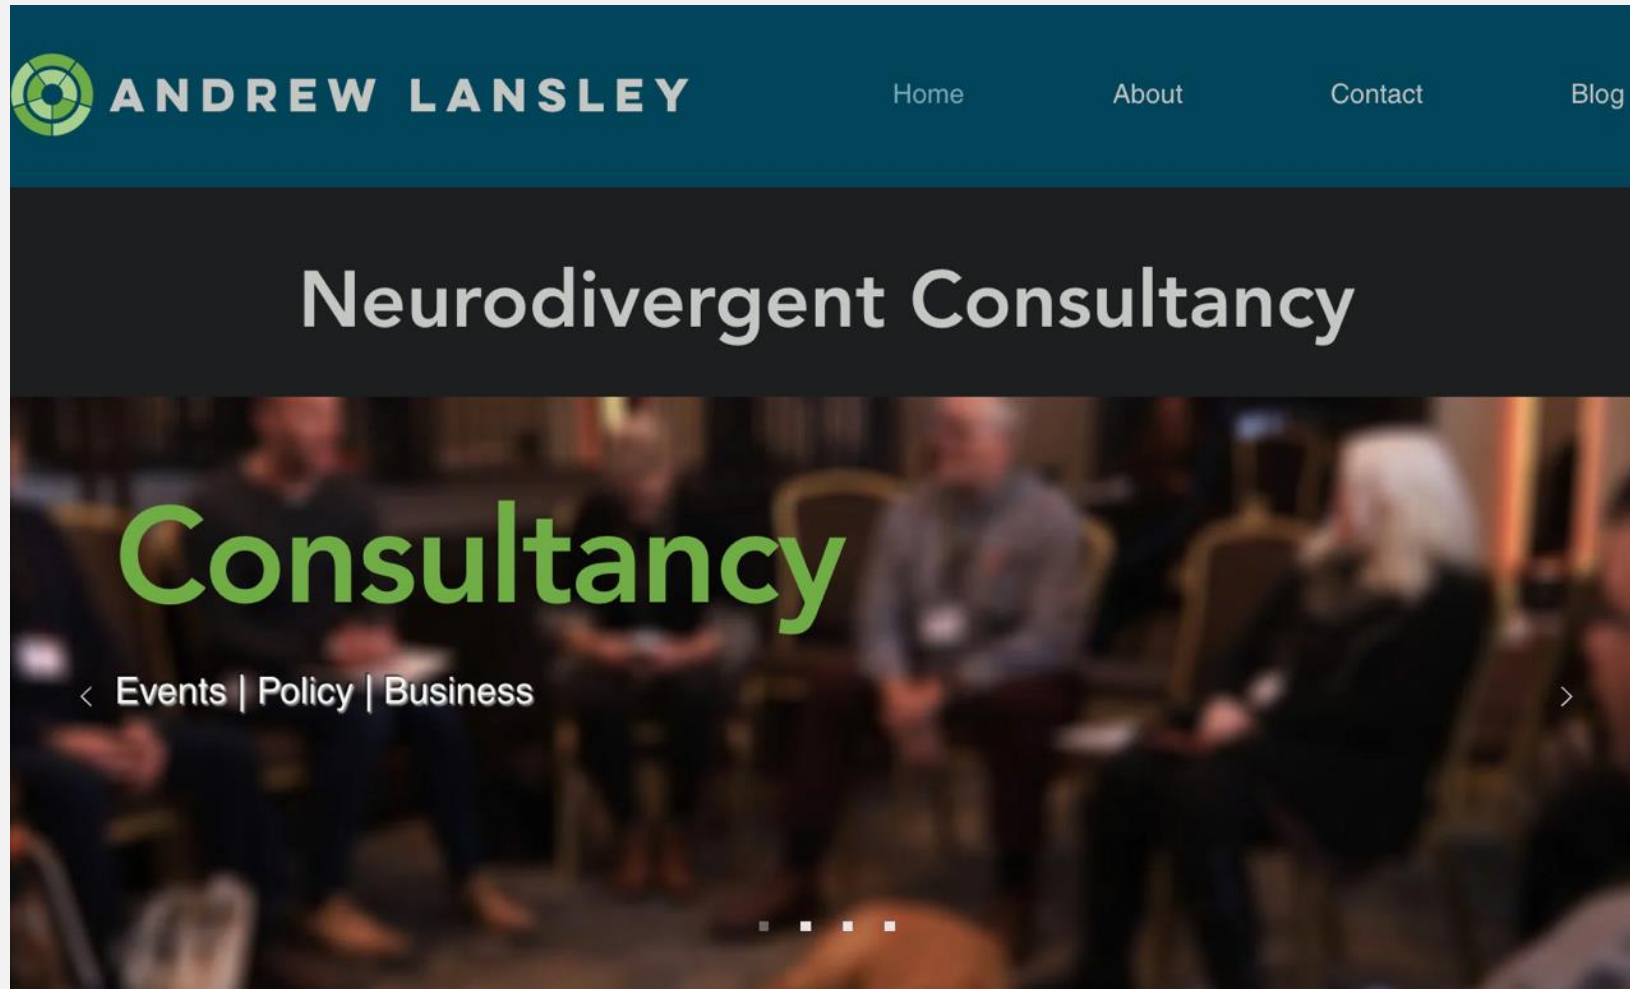 ANDREW LANSLEY
Home About Contact Blog
Neurodivergent Consultancy
Consultancy
Events | Policy | Business